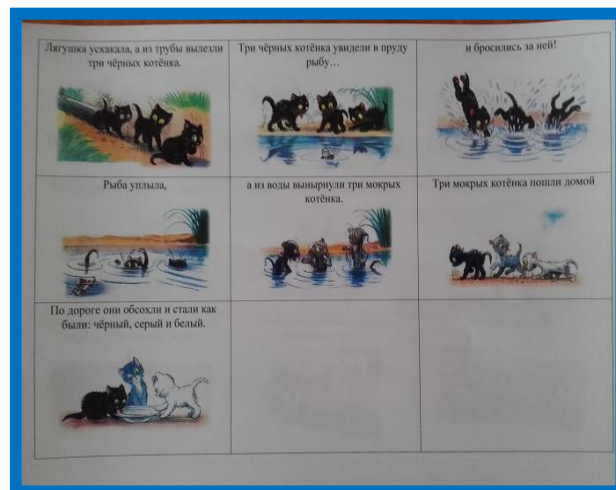 Лягушка ускакала, а из трубы вылезли
три чёрных котёнка.
Три чёрных котёнка увидели в пруду
рыбу…
и бросились за ней!
Рыба уплыла,
а из воды вынырнули три мокрых
котёнка.
Три мокрых котёнка пошли домой
По дороге они обсохли и стали как
были: чёрный, серый и белый.